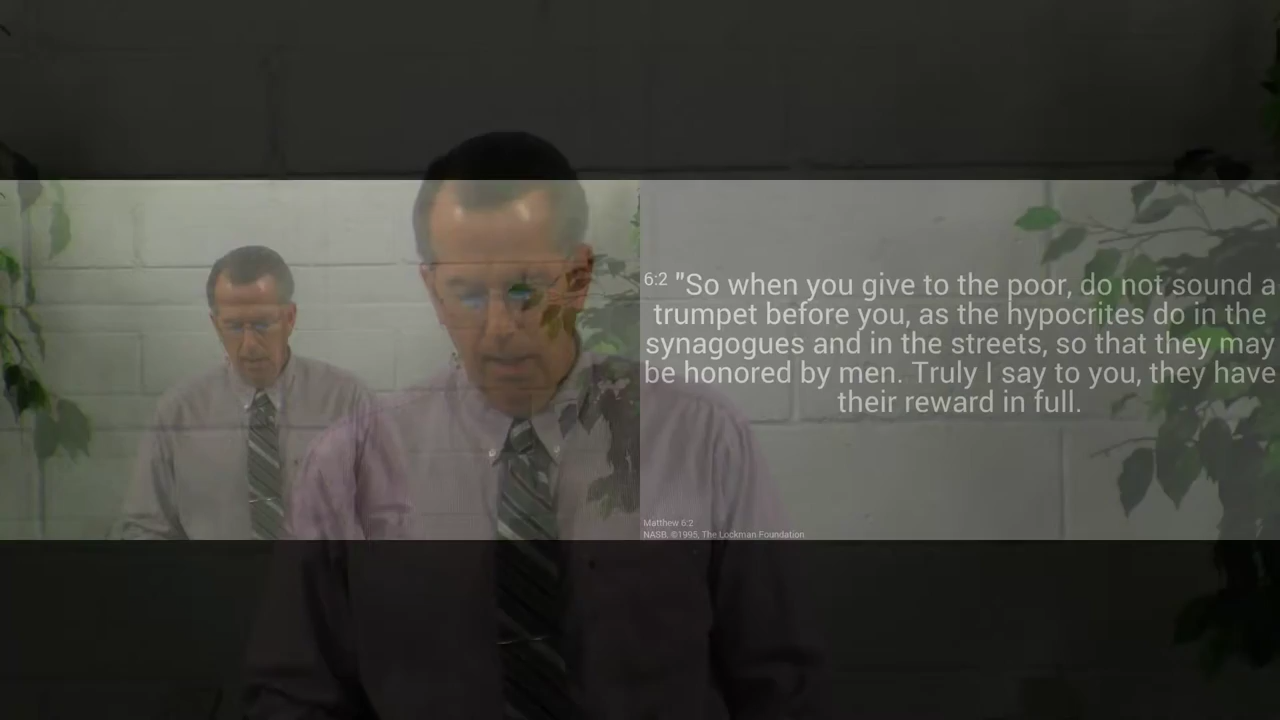 6:2 "So when you give to the poor, do not sound a
trumpet before you, as the hypocrites do in the
synagogues and in the streets, so that they may
be honored by men. Truly I say to you, they have
their reward in full.
Matthew 6:2
NASB. ©1995, The Lockman Foundation